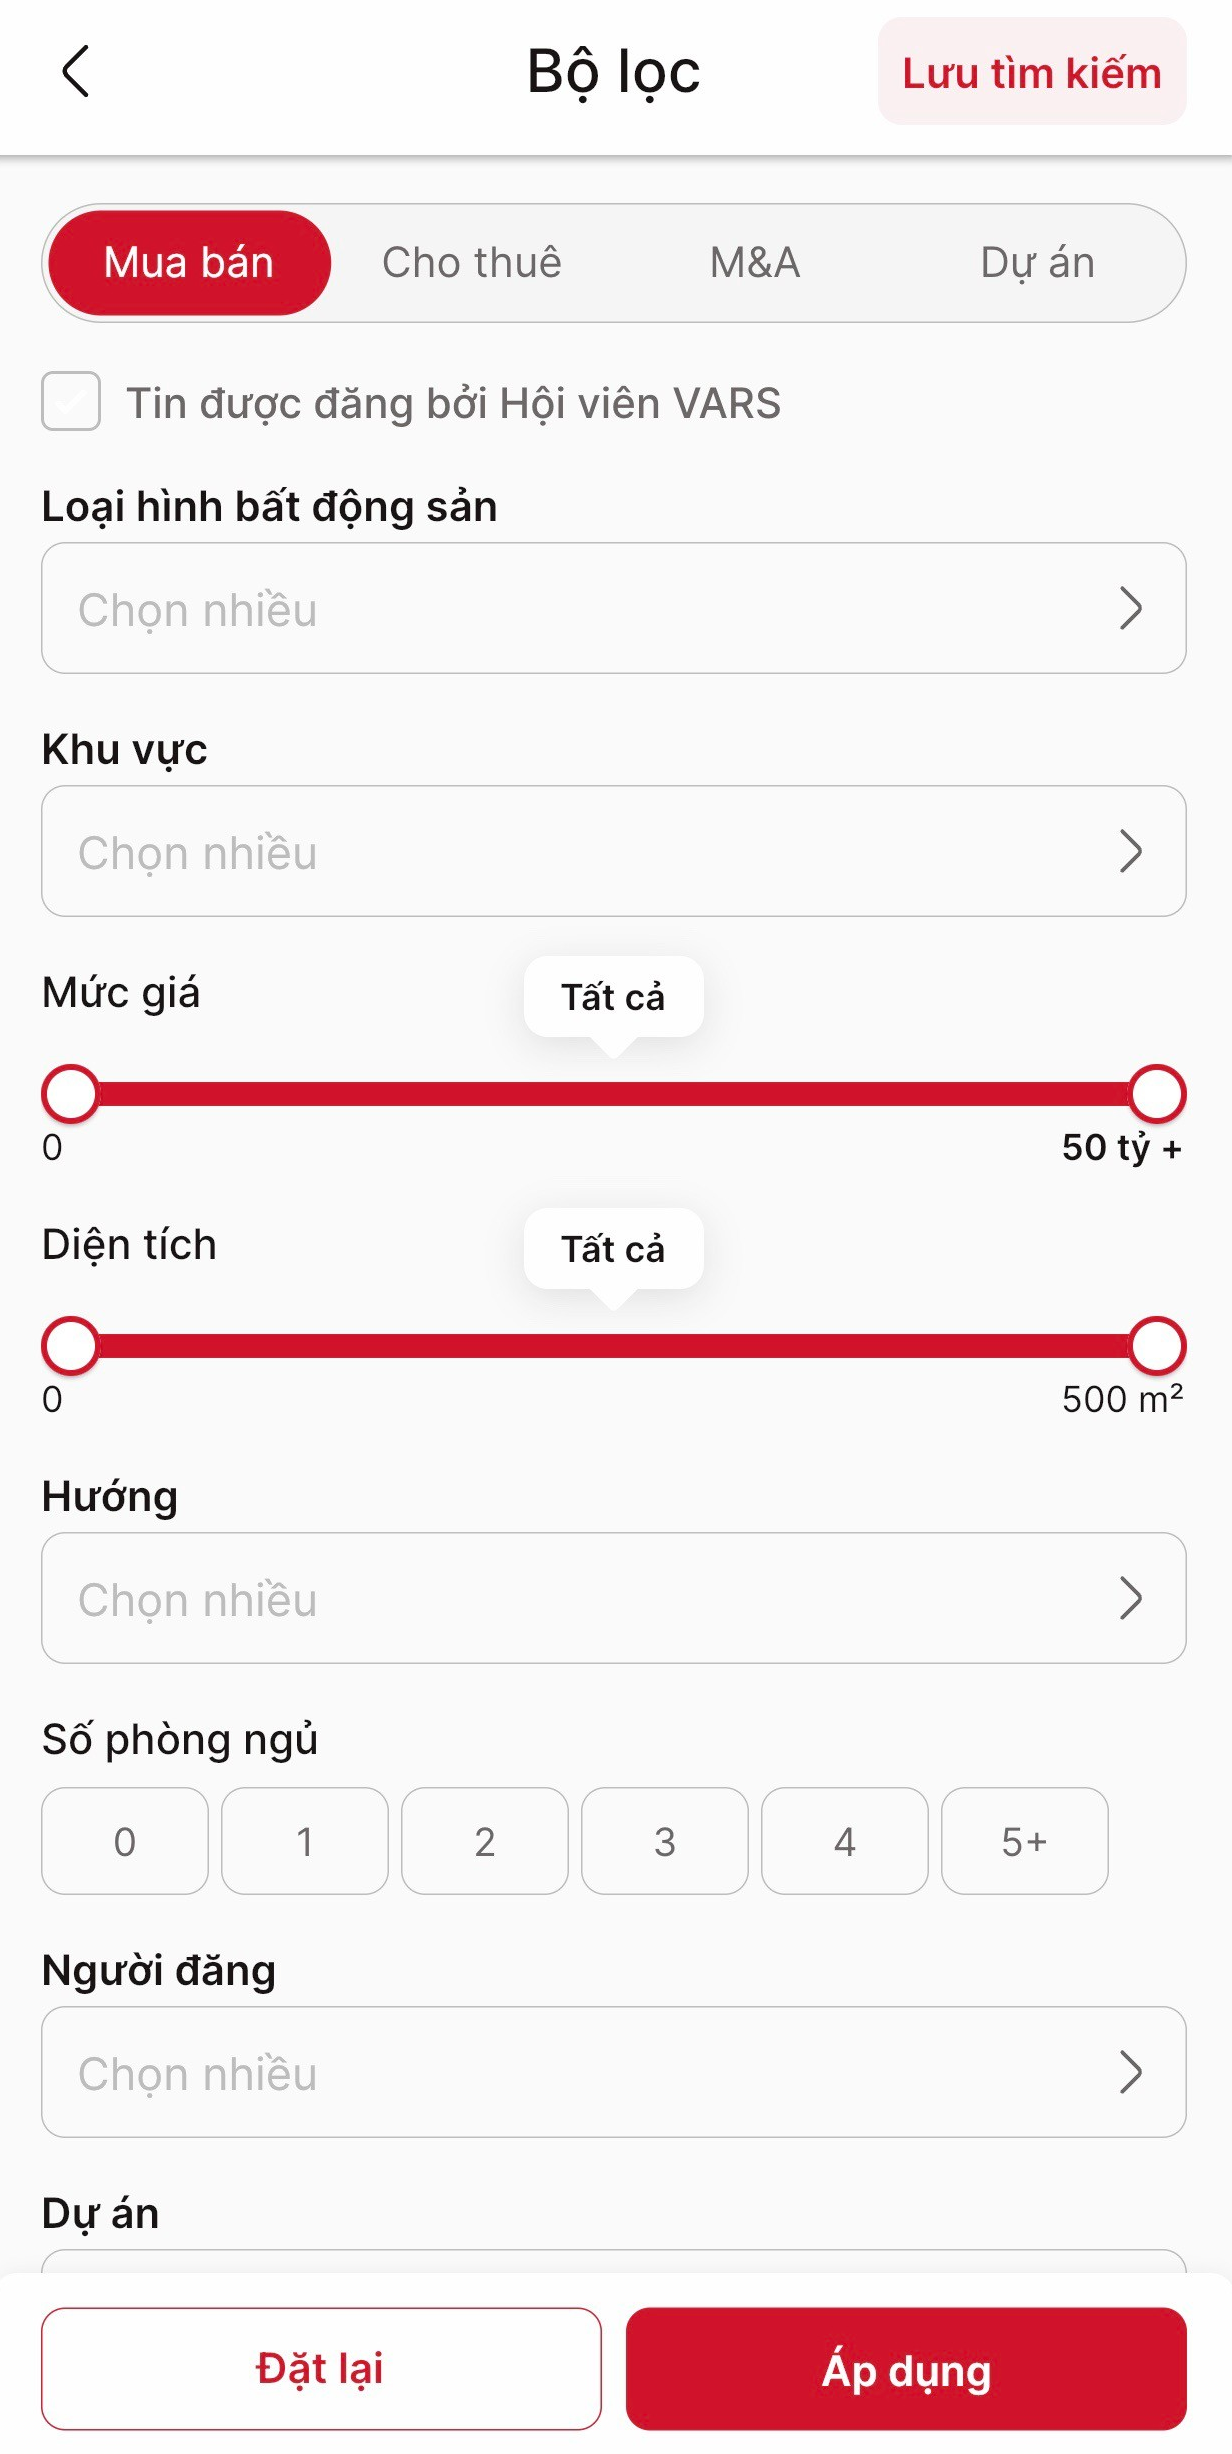 Bộ lọc
Lưu tìm kiếm
Mua bán
Cho thuê
M&A
Dự án
Tin được đăng bởi Hội viên VARS
Loại hình bất động sản
Chọn nhiều
Khu vực
Chọn nhiều
Mức giá
Tất cả
0
50 tỷ +
Diện tích
Tất cả
0
500 m²
Hướng
Chọn nhiều
Số phòng ngủ
0
1
2
3
4
5+
Người đăng
Chọn nhiều
Dự án
Đặt lại
Áp dụng